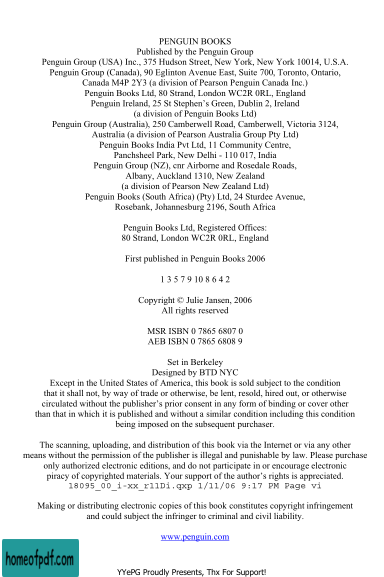 PENGUIN BOOKS
Published by the Penguin Group
Penguin Group (USA) Inc., 375 Hudson Street, New York, New York 10014, U.S.A.
Penguin Group (Canada), 90 Eglinton Avenue East, Suite 700, Toronto, Ontario,
Canada M4P 2Y3 (a division of Pearson Penguin Canada Inc.)
Penguin Books Ltd, 80 Strand, London WC2R 0RL, England
Penguin Ireland, 25 St Stephen's Green, Dublin 2, Ireland
(a division of Penguin Books Ltd)
Penguin Group (Australia), 250 Camberwell Road, Camberwell, Victoria 3124,
Australia (a division of Pearson Australia Group Pty Ltd)
Penguin Books India Pvt Ltd, 11 Community Centre,
Panchsheel Park, New Delhi - 110 017, India
Penguin Group (NZ), cnr Airborne and Rosedale Roads,
Albany, Auckland 1310, New Zealand
(a division of Pearson New Zealand Ltd)
Penguin Books (South Africa) (Pty) Ltd, 24 Sturdee Avenue,
Rosebank, Johannesburg 2196, South Africa
Penguin Books Ltd, Registered Offices:
80 Strand, London WC2R 0RL, England
First published in Penguin Books 2006
1 3 5 7 9 10 8 6 4 2
Copyright © Julie Jansen, 2006
All rights reserved
MSR ISBN 0 7865 6807 0
AEB ISBN 0 7865 6808 9
Set in Berkeley
Designed by BTD NYC
Except in the United States of America, this book is sold subject to the condition
that it shall not, by way of trade or otherwise, be lent, resold, hired out, or otherwise
circulated without the publisher's prior consent in any form of binding or cover other
than that in which it is published and without a similar condition including this condition
being imposed on the subsequent purchaser.
The scanning, uploading, and distribution of this book via the Internet or via any other
means without the permission of the publisher is illegal and punishable by law. Please purchase
only authorized electronic editions, and do not participate in or encourage electronic
piracy of copyrighted materials. Your support of the author's rights is appreciated.
18095_00_i-xx_r11Di.qxp 1/11/06 9:17 PM Page vi
Making or distributing electronic copies of this book constitutes copyright infringement
and could subject the infringer to criminal and civil liability.
www.penguin.com
homeofpdf.com
YYePG Proudly Presents, Thx For Support!